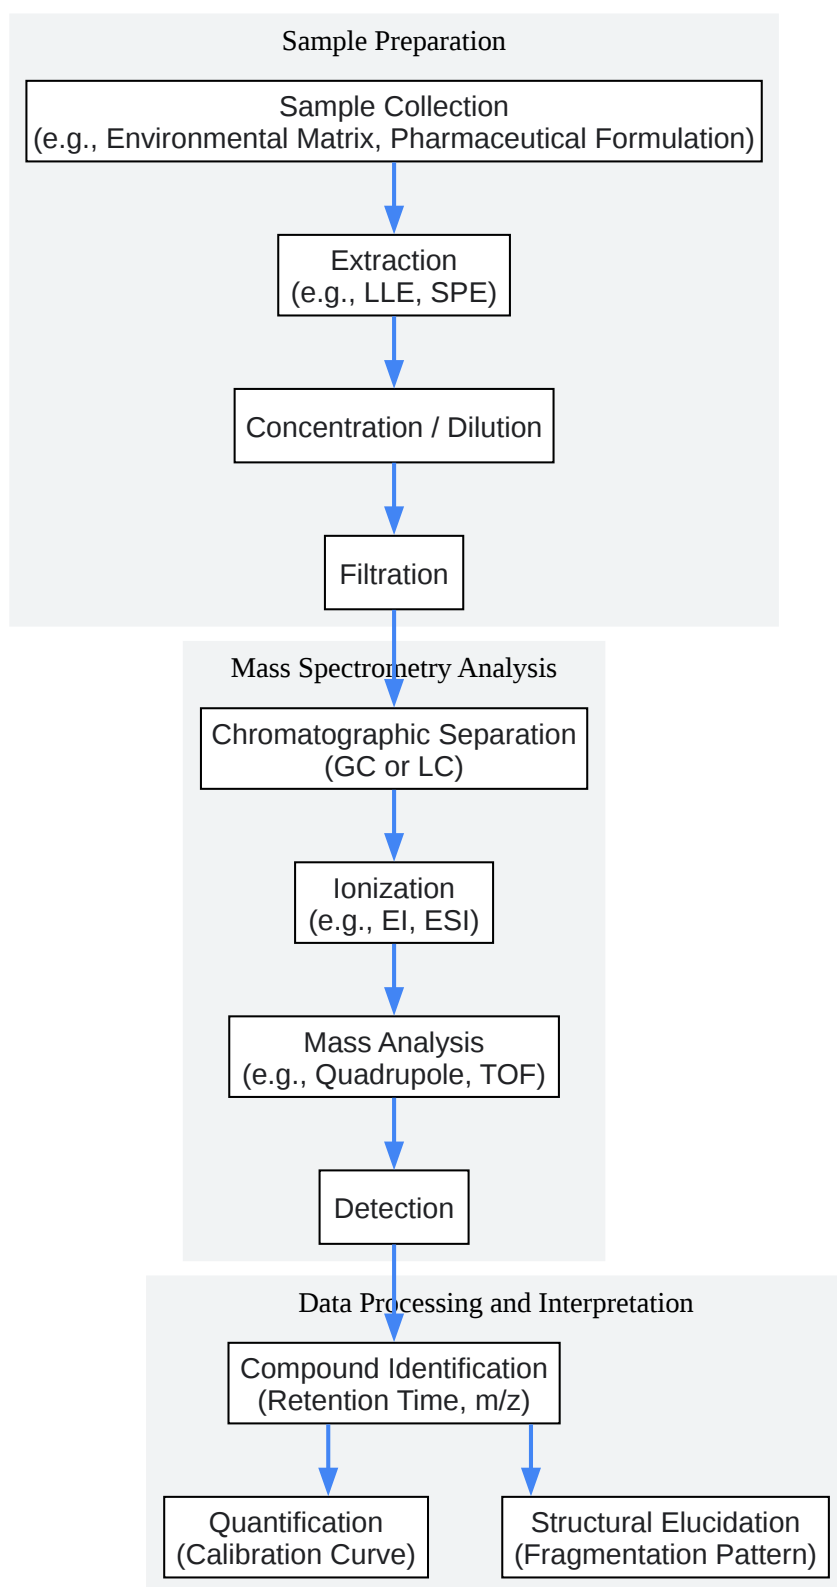 Sample Preparation
Sample Collection
(e.g., Environmental Matrix, Pharmaceutical Formulation)
Extraction
(e.g., LLE, SPE)
Concentration / Dilution
Filtration
Mass Spectrometry Analysis
Chromatographic Separation
(GC or LC)
Ionization
(e.g., EI, ESI)
Mass Analysis
(e.g., Quadrupole, TOF)
Detection
Data Processing and Interpretation
Compound Identification
(Retention Time, m/z)
Quantification
(Calibration Curve)
Structural Elucidation
(Fragmentation Pattern)